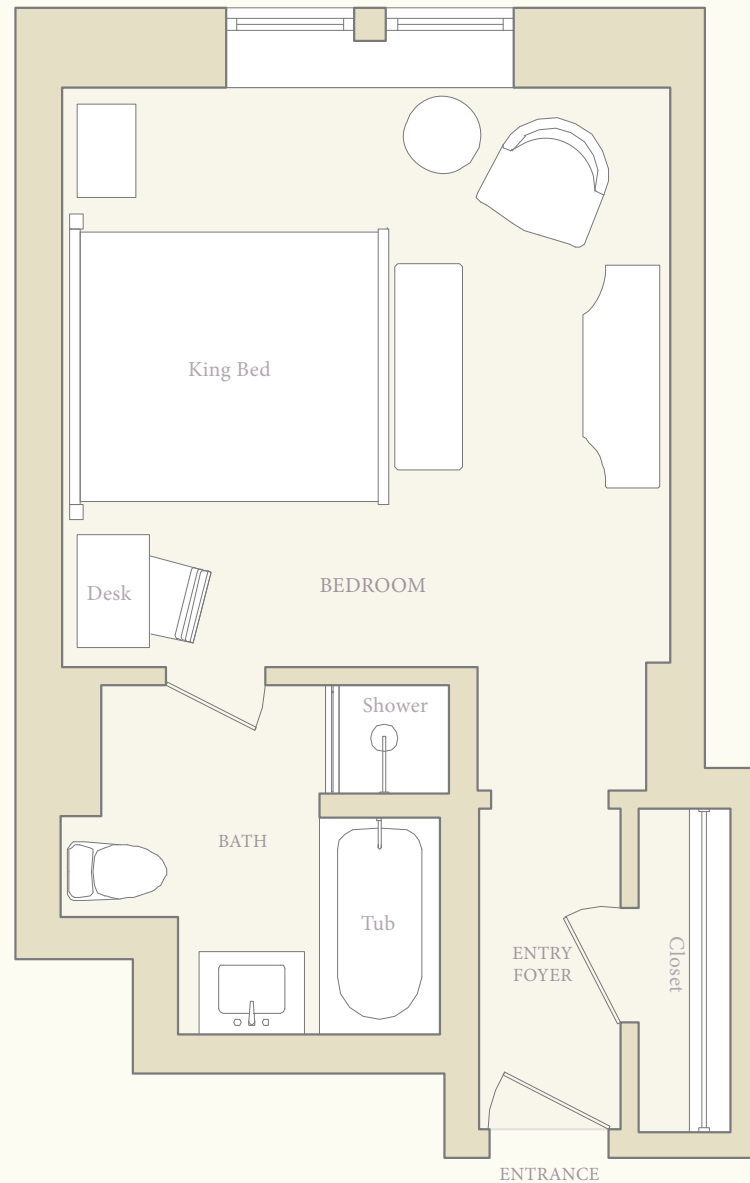 King Bed
Desk
BEDROOM
Shower
BATH
Tub
ENTRY
FOYER
Closet
ENTRANCE